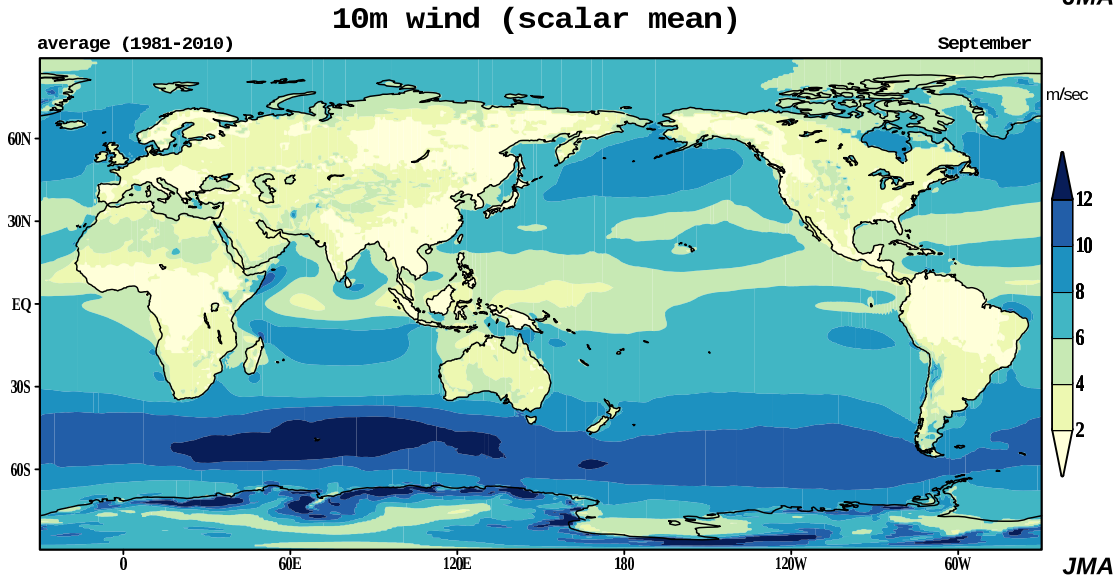 JMA
10m wind (scalar mean)
average (1981-2010)
September
m/sec
60N
30N
EQ
30S
60S
12
10
8
6
4
2
0
60E
120E
180
120W
60W
JMA